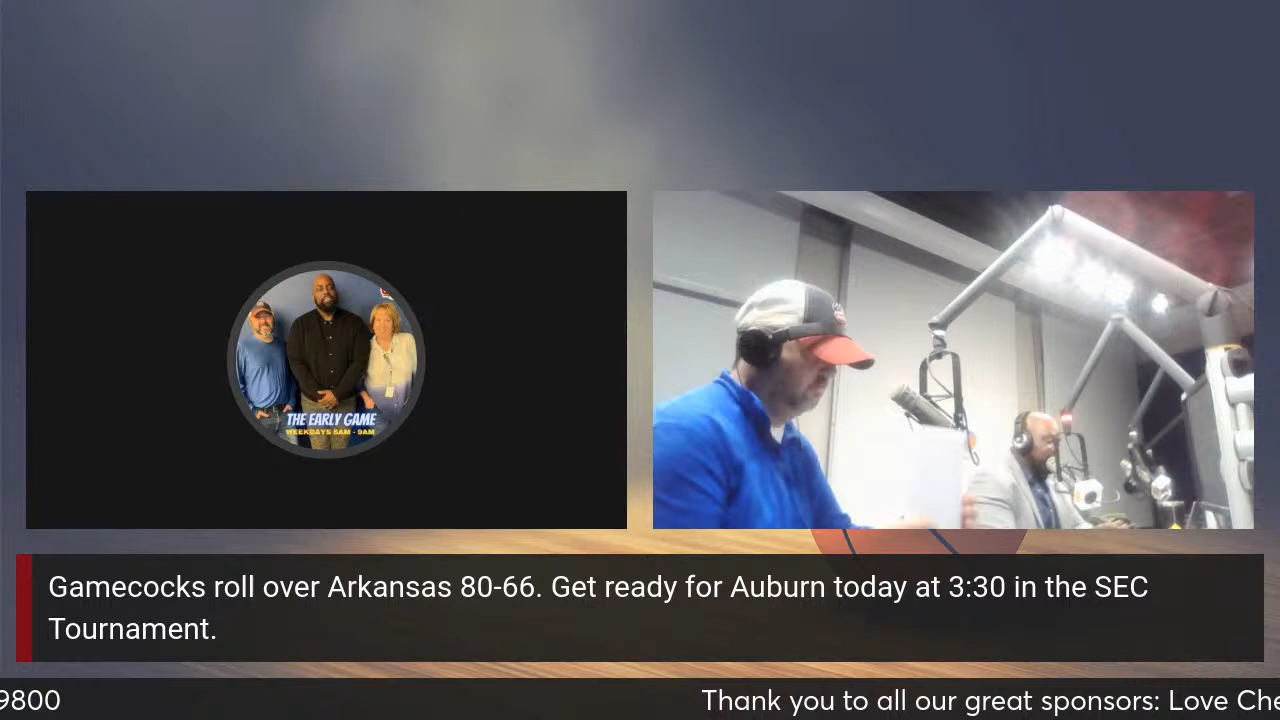 THE EARLY GAME
WEEKDAYS 8AM - 9AM
Gamecocks roll over Arkansas 80-66. Get ready for Auburn today at 3:30 in the SEC
Tournament.
9800
Thank you to all our great sponsors: Love Che